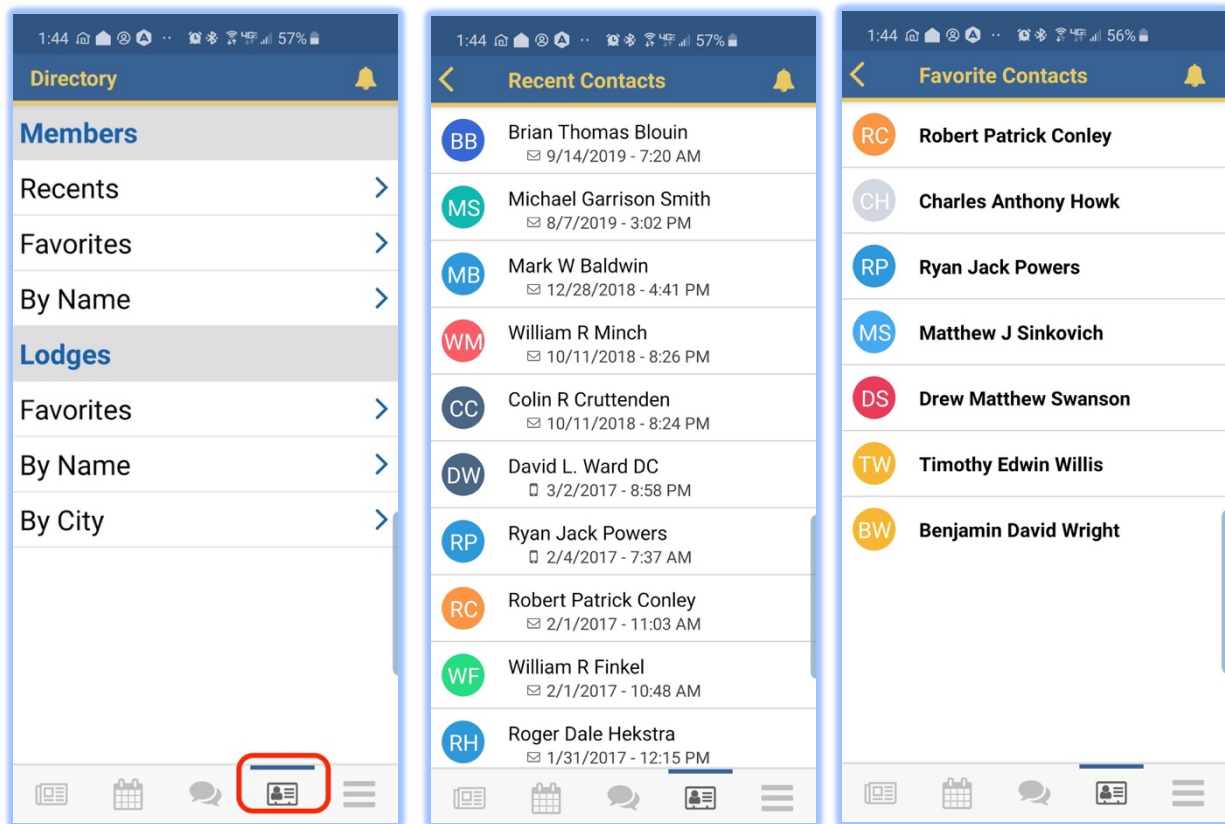 1:44 57%
Directory
Members
Recents
Favorites
By Name
Lodges
Favorites
By Name
By City
1:44 57%
Recent Contacts
BB Brian Thomas Blouin
9/14/2019 - 7:20 AM
MS Michael Garrison Smith
8/7/2019 - 3:02 PM
MB Mark W Baldwin
12/28/2018 - 4:41 PM
WM William R Minch
10/11/2018 - 8:26 PM
CC Colin R Cruttenden
10/11/2018 - 8:24 PM
DW David L. Ward DC
3/2/2017 - 8:58 PM
RP Ryan Jack Powers
2/4/2017 - 7:37 AM
RC Robert Patrick Conley
2/1/2017 - 11:03 AM
WF William R Finkel
2/1/2017 - 10:48 AM
RH Roger Dale Hekstra
1/31/2017 - 12:15 PM
1:44 56%
Favorite Contacts
RC Robert Patrick Conley
CH Charles Anthony Howk
RP Ryan Jack Powers
MS Matthew J Sinkovich
DS Drew Matthew Swanson
TW Timothy Edwin Willis
BW Benjamin David Wright